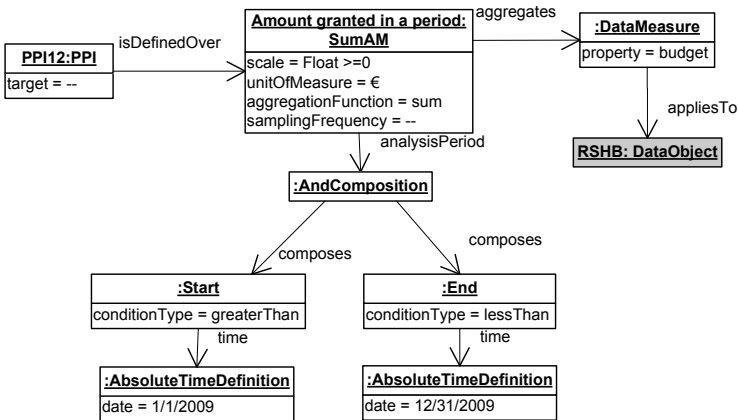 Amount granted in a period:
SumAM
scale = Float >=0
unitOfMeasure = €
aggregationFunction = sum
samplingFrequency = --
PPI12:PPI
target = --
isDefinedOver
aggregates
:DataMeasure
property = budget
appliesTo
RSHB: DataObject
analysisPeriod
:AndComposition
composes
composes
:Start
conditionType = greaterThan
time
:AbsoluteTimeDefinition
date = 1/1/2009
:End
conditionType = lessThan
time
:AbsoluteTimeDefinition
date = 12/31/2009